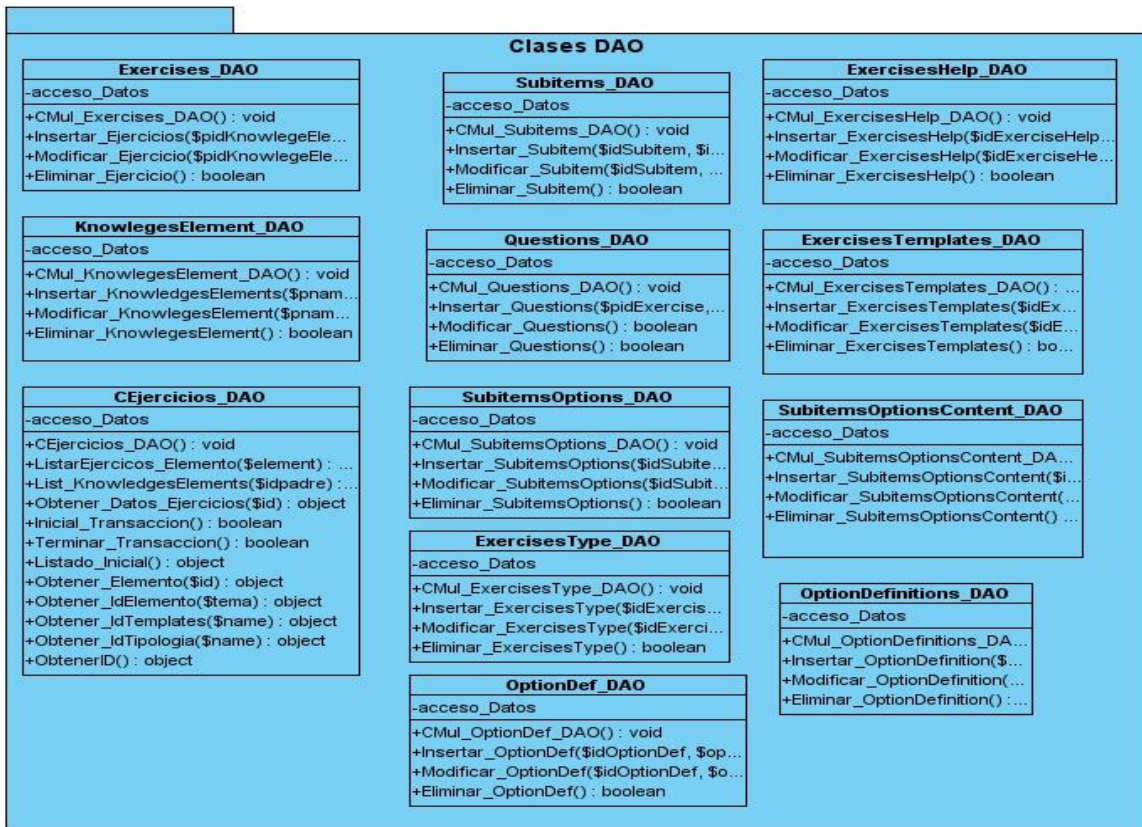 Clases DAO
Exercises_DAO
-acceso_Datos
+CMul_Exercises_DAO() : void
+Insertar_Ejercicios($pidKnowlegeEle...
+Modificar_Ejercicio($pidKnowlegeEle...
+Eliminar_Ejercicio() : boolean
KnowlegesElement_DAO
-acceso_Datos
+CMul_KnowlegesElement_DAO() : void
+Insertar_KnowledgesElements($pnam...
+Modificar_KnowlegesElement($pnam...
+Eliminar_KnowlegesElement() : boolean
CEjercicios_DAO
-acceso_Datos
+CEjercicios_DAO() : void
+ListarEjercicos_Elemento($element) : ...
+List_KnowledgesElements($idpadre) : ...
+Obtener_Datos_Ejercicios($id) : object
+Inicial_Transaccion() : boolean
+Terminar_Transaccion() : boolean
+Listado_Inicial() : object
+Obtener_Elemento($id) : object
+Obtener_IdElemento($tema) : object
+Obtener_IdTemplates($name) : object
+Obtener_IdTipologia($name) : object
+ObtenerID() : object
Subitems_DAO
-acceso_Datos
+CMul_Subitems_DAO() : void
+Insertar_Subitem($idSubitem, $i...
+Modificar_Subitem($idSubitem, ...
+Eliminar_Subitem() : boolean
Questions_DAO
-acceso_Datos
+CMul_Questions_DAO() : void
+Insertar_Questions($pidExercise,...
+Modificar_Questions() : boolean
+Eliminar_Questions() : boolean
SubitemsOptions_DAO
-acceso_Datos
+CMul_SubitemsOptions_DAO() : void
+Insertar_SubitemsOptions($idSubite...
+Modificar_SubitemsOptions($idSubit...
+Eliminar_SubitemsOptions() : boolean
ExercisesType_DAO
-acceso_Datos
+CMul_ExercisesType_DAO() : void
+Insertar_ExercisesType($idExercis...
+Modificar_ExercisesType($idExerci...
+Eliminar_ExercisesType() : boolean
OptionDef_DAO
-acceso_Datos
+CMul_OptionDef_DAO() : void
+Insertar_OptionDef($idOptionDef, $op...
+Modificar_OptionDef($idOptionDef, $o...
+Eliminar_OptionDef() : boolean
ExercisesHelp_DAO
-acceso_Datos
+CMul_ExercisesHelp_DAO() : void
+Insertar_ExercisesHelp($idExerciseHelp...
+Modificar_ExercisesHelp($idExerciseHe...
+Eliminar_ExercisesHelp() : boolean
ExercisesTemplates_DAO
-acceso_Datos
+CMul_ExercisesTemplates_DAO() : ...
+Insertar_ExercisesTemplates($idEx...
+Modificar_ExercisesTemplates($idE...
+Eliminar_ExercisesTemplates() : bo...
SubitemsOptionsContent_DAO
-acceso_Datos
+CMul_SubitemsOptionsContent_DA...
+Insertar_SubitemsOptionsContent($i...
+Modificar_SubitemsOptionsContent(...
+Eliminar_SubitemsOptionsContent() ...
OptionDefinitions_DAO
-acceso_Datos
+CMul_OptionDefinitions_DA...
+Insertar_OptionDefinition($...
+Modificar_OptionDefinition(...
+Eliminar_OptionDefinition() :...